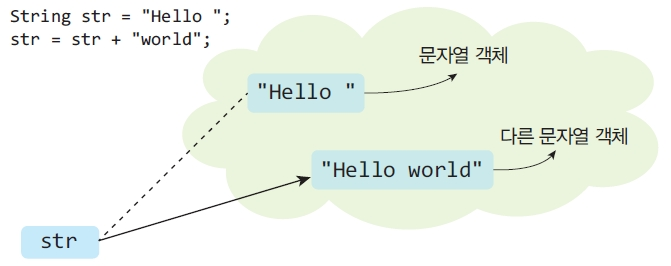 String str = "Hello ";
str = str + "world";
문자열 객체
"Hello "
다른 문자열 객체
"Hello world"
str